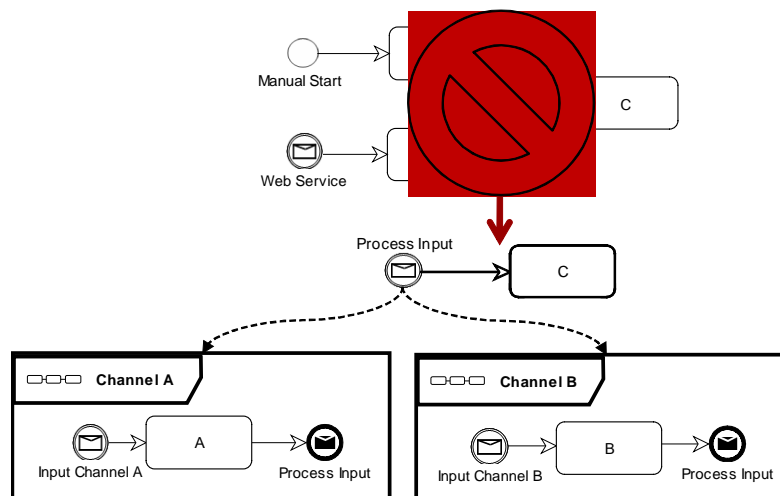 Manual Start
C
Web Service
Process Input
C
Channel A
A
Input Channel A
Process Input
Channel B
B
Input Channel B
Process Input